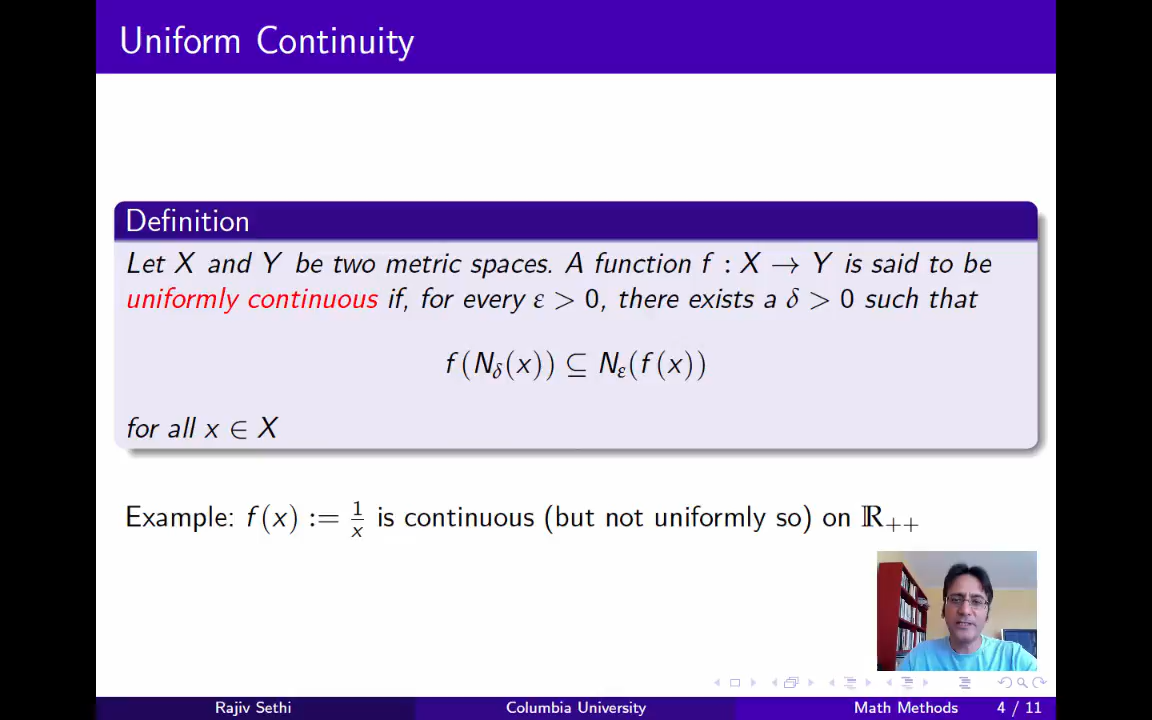 Uniform Continuity
Definition
Let X and Y be two metric spaces. A function f : X → Y is said to be
uniformly continuous if, for every ε > 0, there exists a δ > 0 such that
f(N_δ(x)) ⊆ N_ε(f(x))
for all x ∈ X
Example: f(x) := 1/x is continuous (but not uniformly so) on ℝ₊₊
Rajiv Sethi Columbia University Math Methods 4 / 11